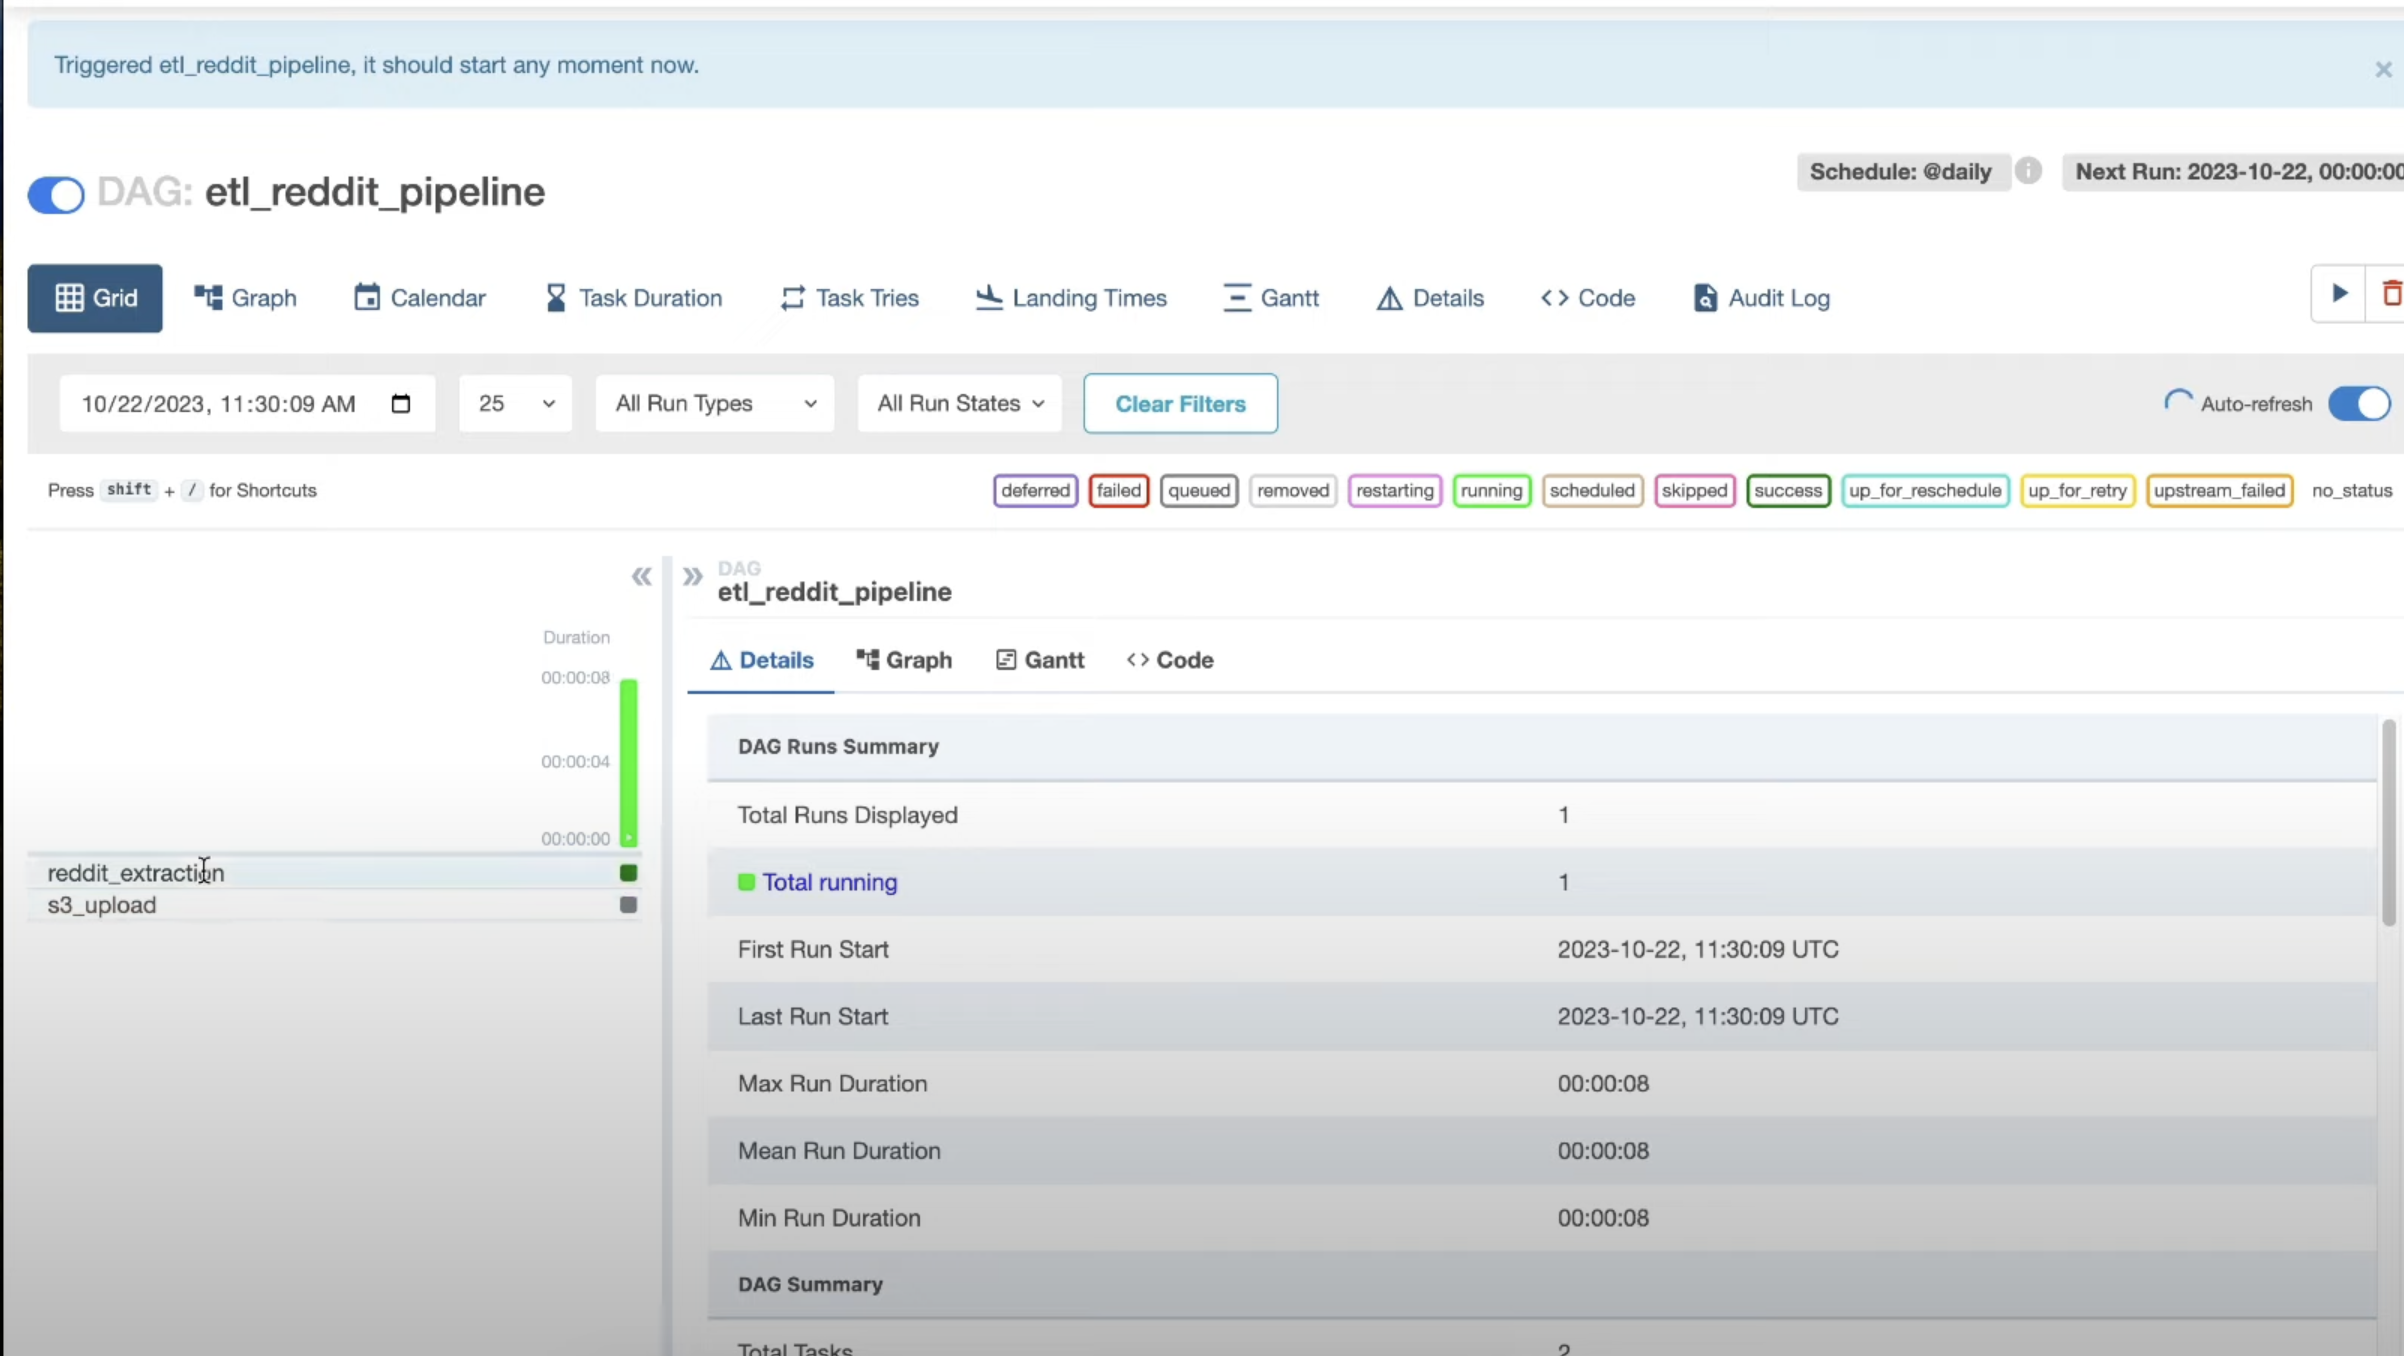 Triggered etl_reddit_pipeline, it should start any moment now.
×
DAG: etl_reddit_pipeline
Schedule: @daily
Next Run: 2023-10-22, 00:00:00
Grid
Graph
Calendar
Task Duration
Task Tries
Landing Times
Gantt
Details
<> Code
Audit Log
10/22/2023, 11:30:09 AM
25
All Run Types
All Run States
Clear Filters
Auto-refresh
Press shift + / for Shortcuts
deferred
failed
queued
removed
restarting
running
scheduled
skipped
success
up_for_reschedule
up_for_retry
upstream_failed
no_status
Duration
00:00:08
00:00:04
00:00:00
reddit_extraction
s3_upload
DAG
etl_reddit_pipeline
Details
Graph
Gantt
<> Code
DAG Runs Summary
Total Runs Displayed 1
Total running 1
First Run Start 2023-10-22, 11:30:09 UTC
Last Run Start 2023-10-22, 11:30:09 UTC
Max Run Duration 00:00:08
Mean Run Duration 00:00:08
Min Run Duration 00:00:08
DAG Summary
Total Tasks 2